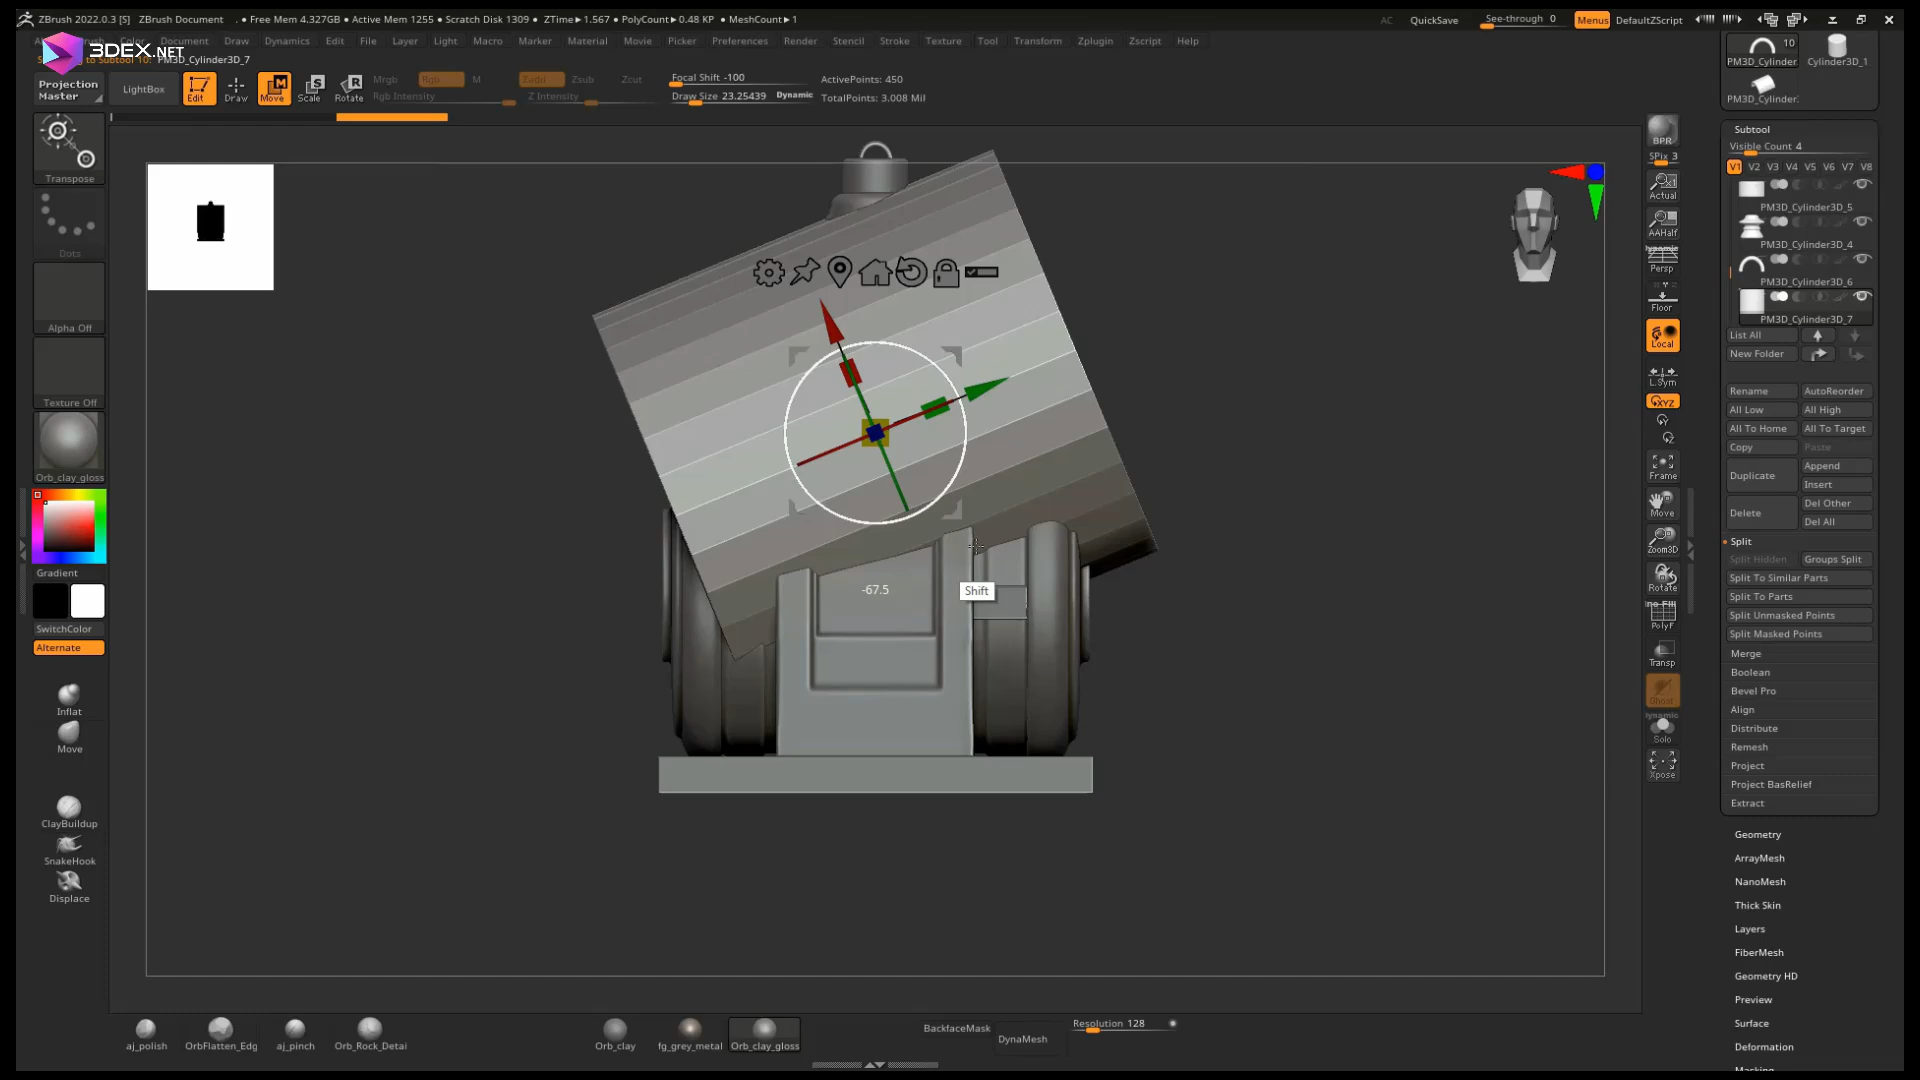 ZBrush 2022.0.3 [S] ZBrush Document . • Free Mem 4.327GB • Active Mem 1255 • Scratch Disk 1309 • ZTime►1.567 • PolyCount►0.48 KP • MeshCount►1
AC QuickSave See-through 0 Menus DefaultZScript
3DEX.NET
Document Draw Dynamics Edit File Layer Light Macro Marker Material Movie Picker Preferences Render Stencil Stroke Texture Tool Transform Zplugin Zscript Help
to Subtool 10: PM3D_Cylinder3D_7
Projection Master
LightBox
Edit
Draw
Move
Scale
Rotate
Mrgb Rgb M
Rgb Intensity
Zadd Zsub Zcut
Z Intensity
Focal Shift -100
Draw Size 23.25439 Dynamic
ActivePoints: 450
TotalPoints: 3.008 Mil
Transpose
Dots
Alpha Off
Texture Off
Orb_clay_gloss
Gradient
SwitchColor
Alternate
Inflat
Move
ClayBuildup
SnakeHook
Displace
-67.5
Shift
BPR
SPix 3
Actual
AAHalf
Dynamic
Persp
Floor
Local
L.Sym
XYZ
Frame
Move
Zoom3D
Rotate
PolyF
Transp
Ghost
Dynamic
Solo
Xpose
10
PM3D_Cylinder. Cylinder3D_1
PM3D_Cylinder.
Subtool
Visible Count 4
V1 V2 V3 V4 V5 V6 V7 V8
PM3D_Cylinder3D_5
PM3D_Cylinder3D_4
PM3D_Cylinder3D_6
PM3D_Cylinder3D_7
List All
New Folder
Rename AutoReorder
All Low All High
All To Home All To Target
Copy Paste
Duplicate Append
Insert
Delete Del Other
Del All
Split
Split Hidden Groups Split
Split To Similar Parts
Split To Parts
Split Unmasked Points
Split Masked Points
Merge
Boolean
Bevel Pro
Align
Distribute
Remesh
Project
Project BasRelief
Extract
Geometry
ArrayMesh
NanoMesh
Thick Skin
Layers
FiberMesh
Geometry HD
Preview
Surface
Deformation
aj_polish OrbFlatten_Edg aj_pinch Orb_Rock_Detai Orb_clay fg_grey_metal Orb_clay_gloss
BackfaceMask
DynaMesh
Resolution 128